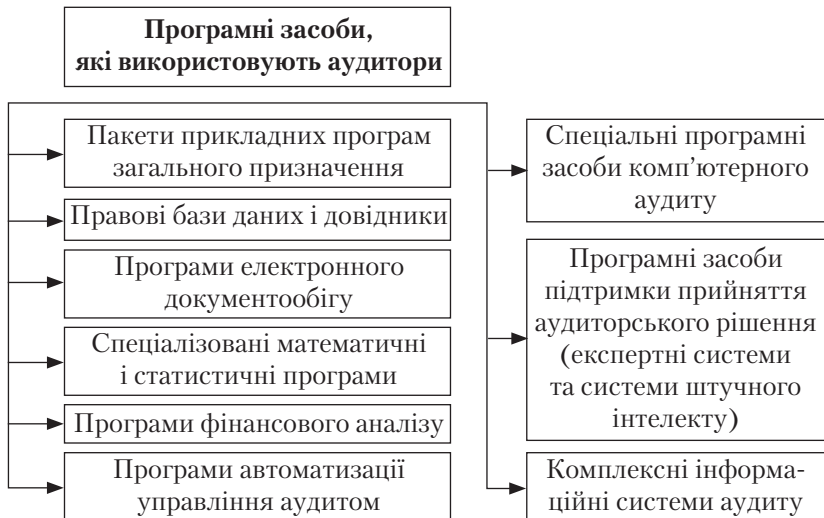 Програмні засоби,
які використовують аудитори
Пакети прикладних програм
загального призначення
Правові бази даних і довідники
Програми електронного
документообігу
Спеціалізовані математичні
і статистичні програми
Програми фінансового аналізу
Програми автоматизації
управління аудитом
Спеціальні програмні
засоби комп’ютерного
аудиту
Програмні засоби
підтримки прийняття
аудиторського рішення
(експертні системи
та системи штучного
інтелекту)
Комплексні інформа-
ційні системи аудиту